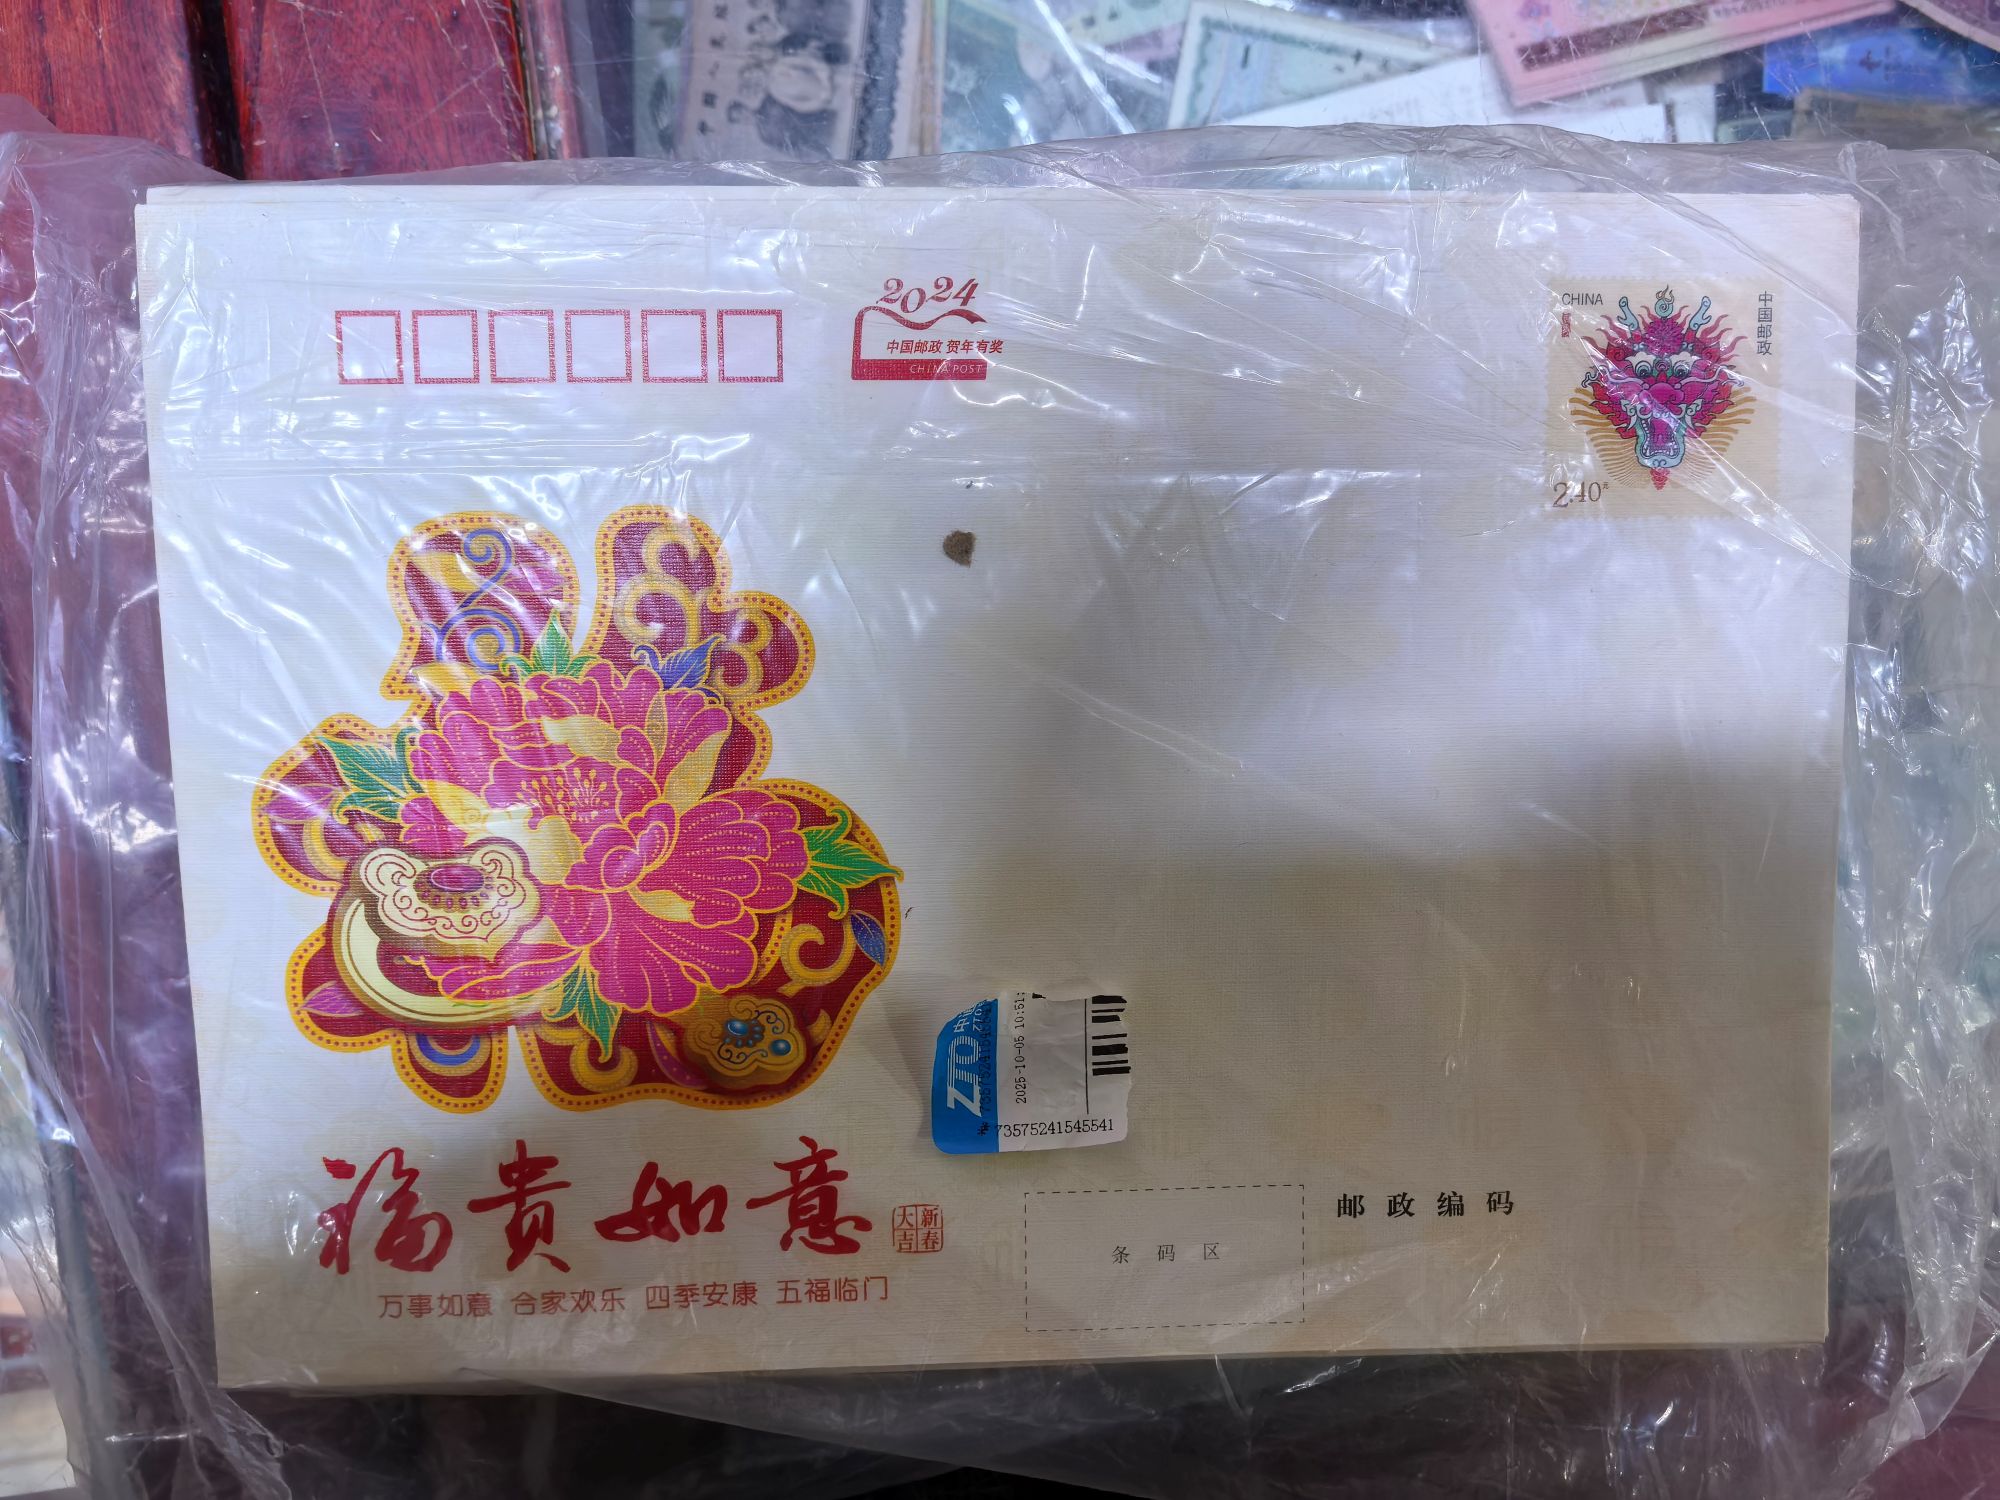 2024
中国邮政 贺年有奖
CHINA POST
CHINA
中国邮政
2.40元
ZTO
2025-10-05 10:51:
*73575241545541
福贵如意
新春
大吉
万事如意 合家欢乐 四季安康 五福临门
条码区
邮政编码